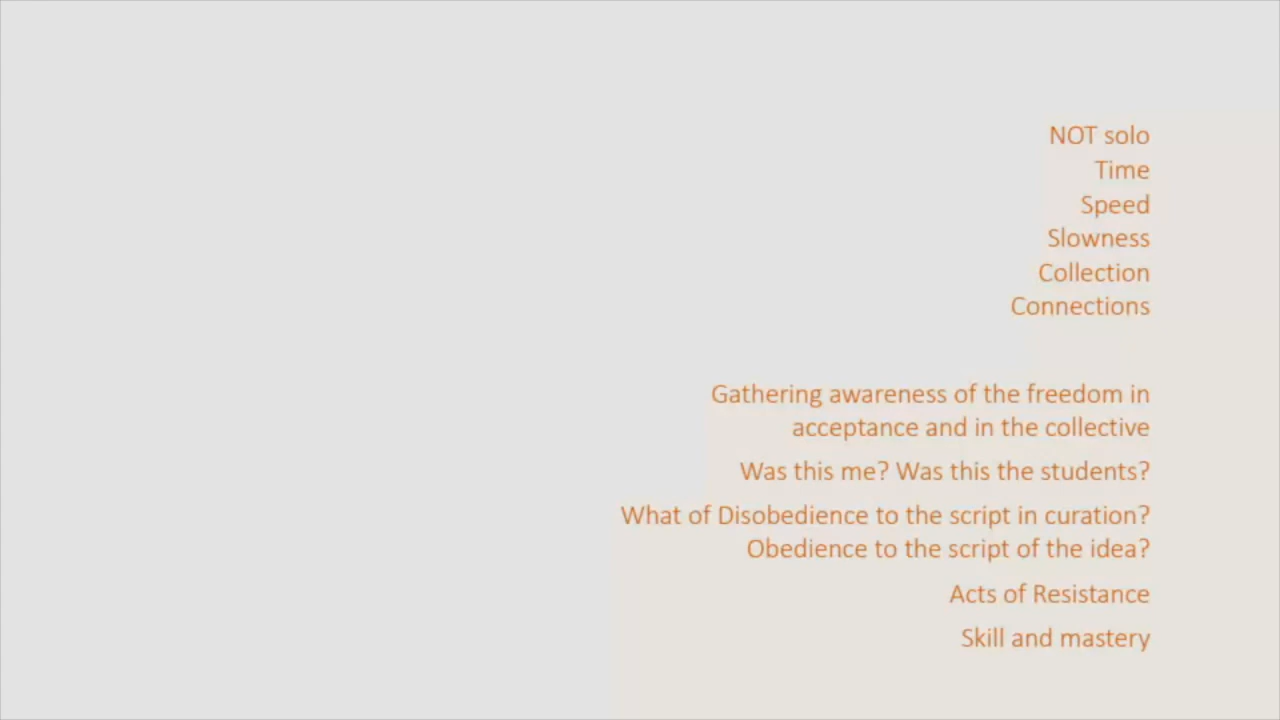 NOT solo
Time
Speed
Slowness
Collection
Connections
Gathering awareness of the freedom in
acceptance and in the collective
Was this me? Was this the students?
What of Disobedience to the script in curation?
Obedience to the script of the idea?
Acts of Resistance
Skill and mastery